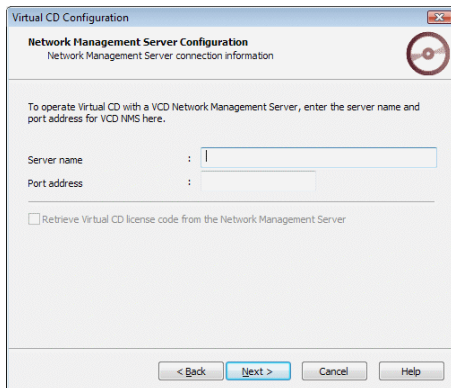 Virtual CD Configuration
Network Management Server Configuration
Network Management Server connection information
To operate Virtual CD with a VCD Network Management Server, enter the server name and
port address for VCD NMS here.
Server name :
Port address :
Retrieve Virtual CD license code from the Network Management Server
< Back Next > Cancel Help